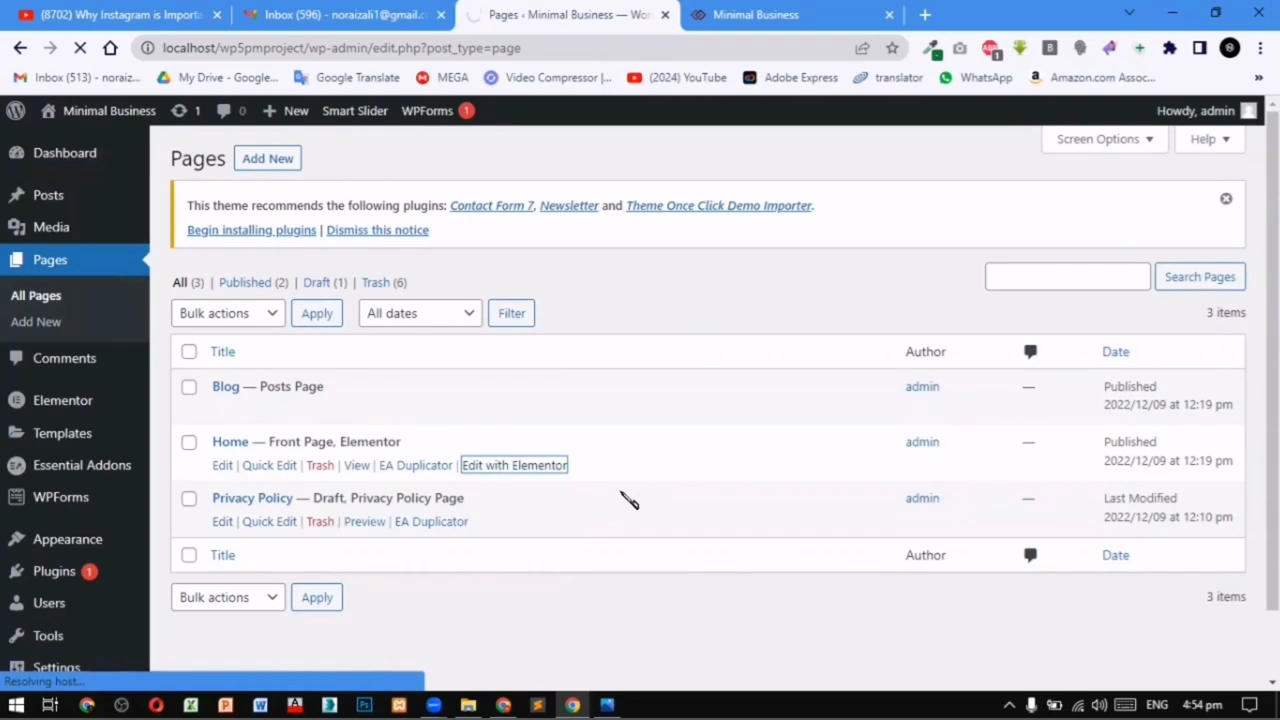 (8702) Why Instagram is Importa
Inbox (596) - noraizali1@gmail.c
Pages ‹ Minimal Business — Wor
Minimal Business
localhost/wp5pmproject/wp-admin/edit.php?post_type=page
Inbox (513) - noraiz...
My Drive - Google...
Google Translate
MEGA
Video Compressor |...
(2024) YouTube
Adobe Express
translator
WhatsApp
Amazon.com Assoc...
»
Minimal Business
1
0
New
Smart Slider
WPForms 1
Howdy, admin
Dashboard
Posts
Media
Pages
All Pages
Add New
Comments
Elementor
Templates
Essential Addons
WPForms
Appearance
Plugins 1
Users
Tools
Settings
Screen Options
Help
Pages
Add New
This theme recommends the following plugins: Contact Form 7, Newsletter and Theme Once Click Demo Importer.
Begin installing plugins | Dismiss this notice
All (3) | Published (2) | Draft (1) | Trash (6)
Search Pages
Bulk actions
Apply
All dates
Filter
3 items
Title
Author
Date
Blog — Posts Page
admin
—
Published
2022/12/09 at 12:19 pm
Home — Front Page, Elementor
Edit | Quick Edit | Trash | View | EA Duplicator | Edit with Elementor
admin
—
Published
2022/12/09 at 12:19 pm
Privacy Policy — Draft, Privacy Policy Page
Edit | Quick Edit | Trash | Preview | EA Duplicator
admin
—
Last Modified
2022/12/09 at 12:10 pm
Title
Author
Date
Bulk actions
Apply
3 items
Resolving host...
ENG
4:54 pm